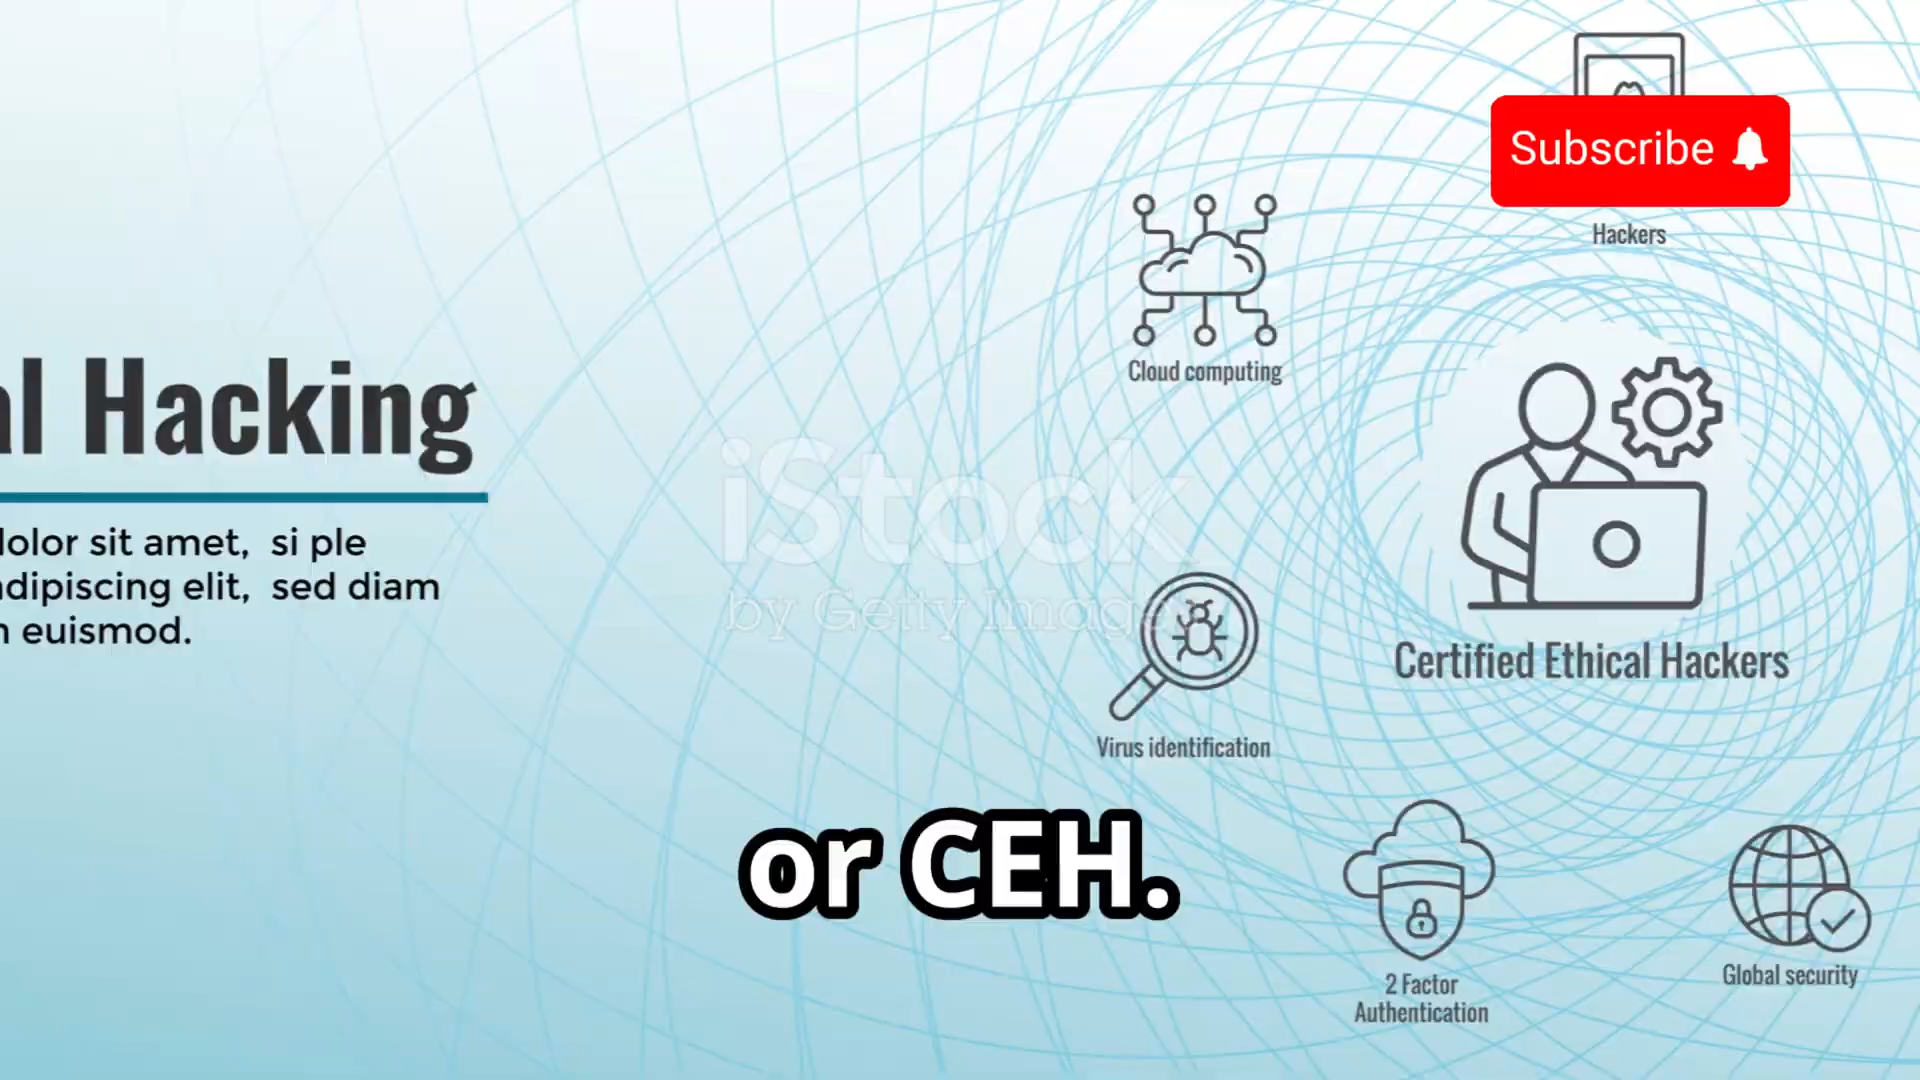 Subscribe
Hackers
Cloud computing
al Hacking
dolor sit amet, si ple
adipiscing elit, sed diam
n euismod.
iStock
by Getty Images
Certified Ethical Hackers
Virus identification
or CEH.
2 Factor
Authentication
Global security